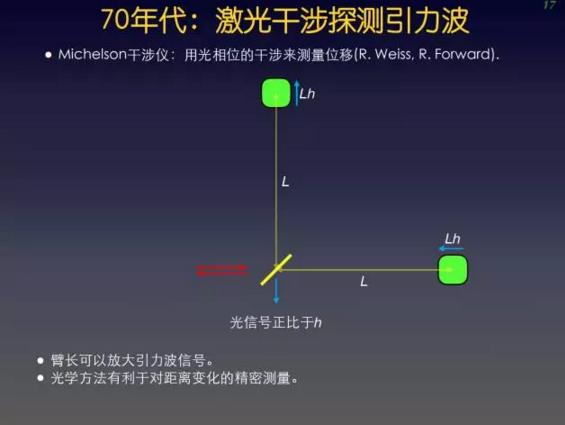 17
70年代：激光干涉探测引力波
● Michelson干涉仪：用光相位的干涉来测量位移(R. Weiss, R. Forward).
Lh
L
Lh
L
光信号正比于h
● 臂长可以放大引力波信号。
● 光学方法有利于对距离变化的精密测量。